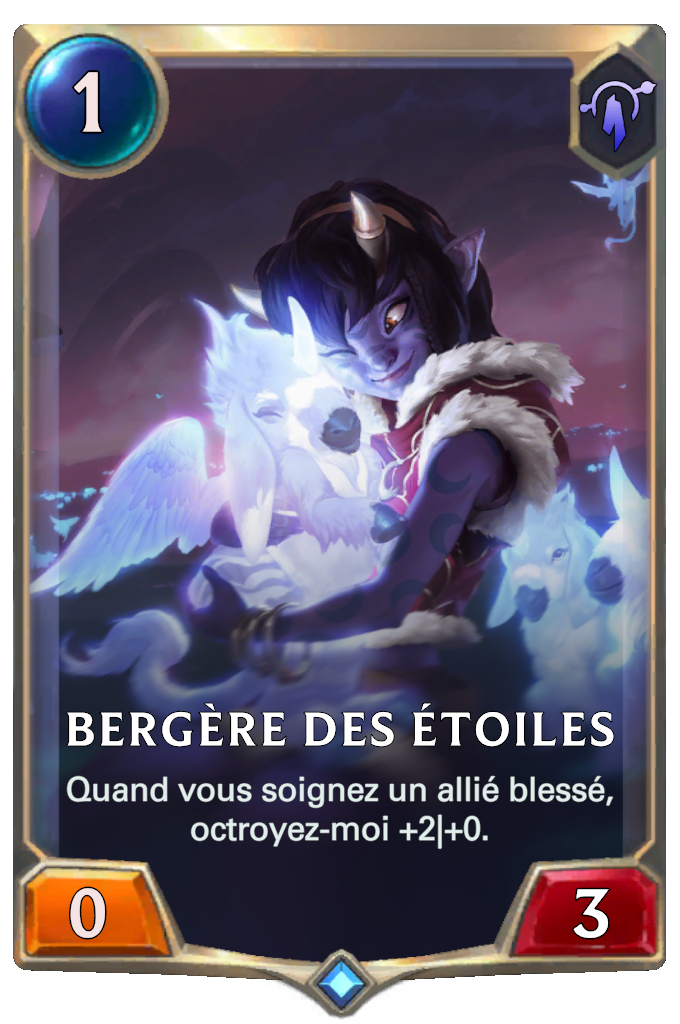 1
BERGÈRE DES ÉTOILES
Quand vous soignez un allié blessé,
octroyez-moi +2|+0.
0
3